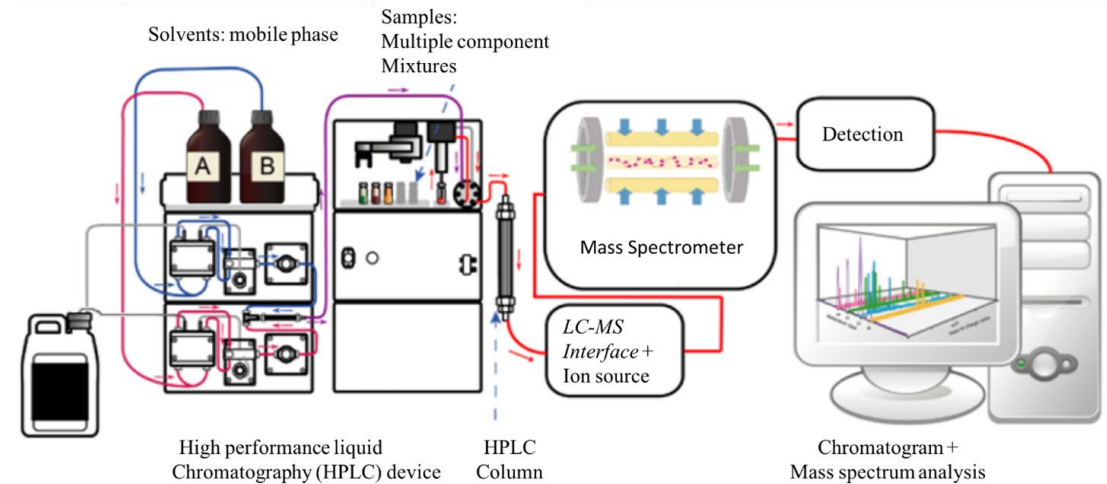 Solvents: mobile phase
Samples:
Multiple component
Mixtures
A
B
Mass Spectrometer
Detection
LC-MS
Interface +
Ion source
High performance liquid
Chromatography (HPLC) device
HPLC
Column
Chromatogram +
Mass spectrum analysis